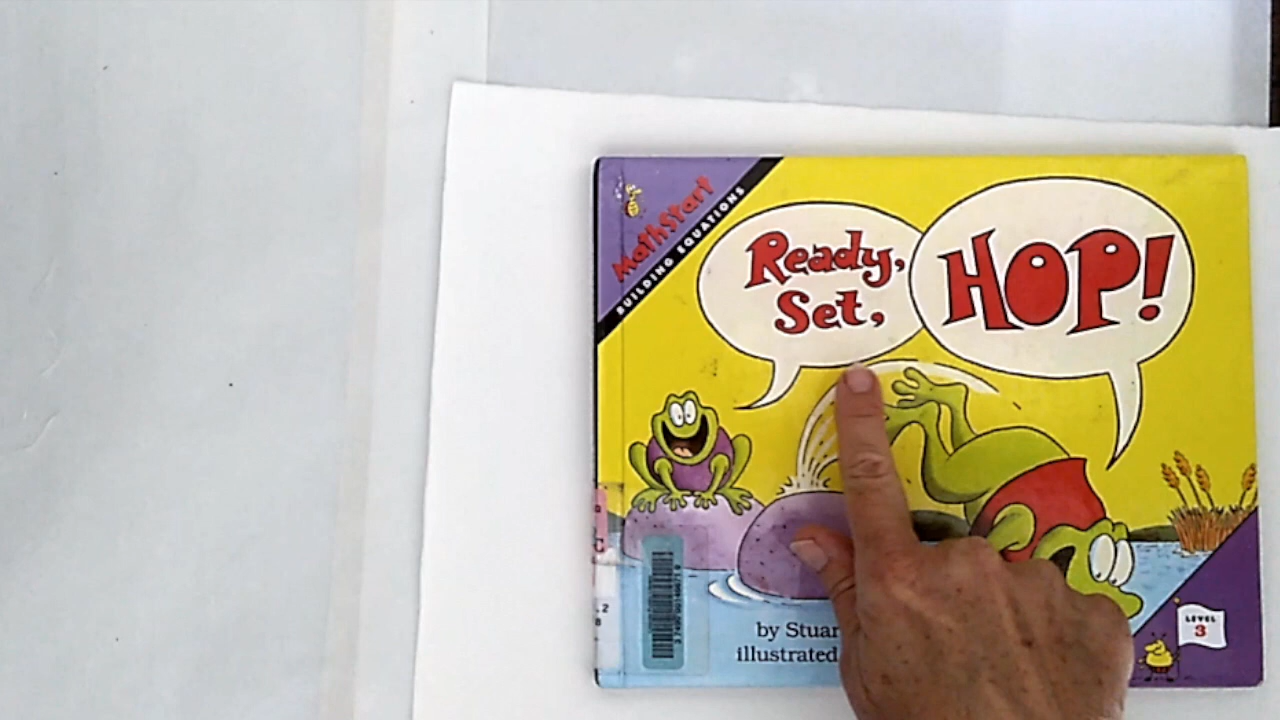 MathStart
BUILDING EQUATIONS
Ready,
Set,
HOP!
by Stuar
illustrated
LEVEL
3